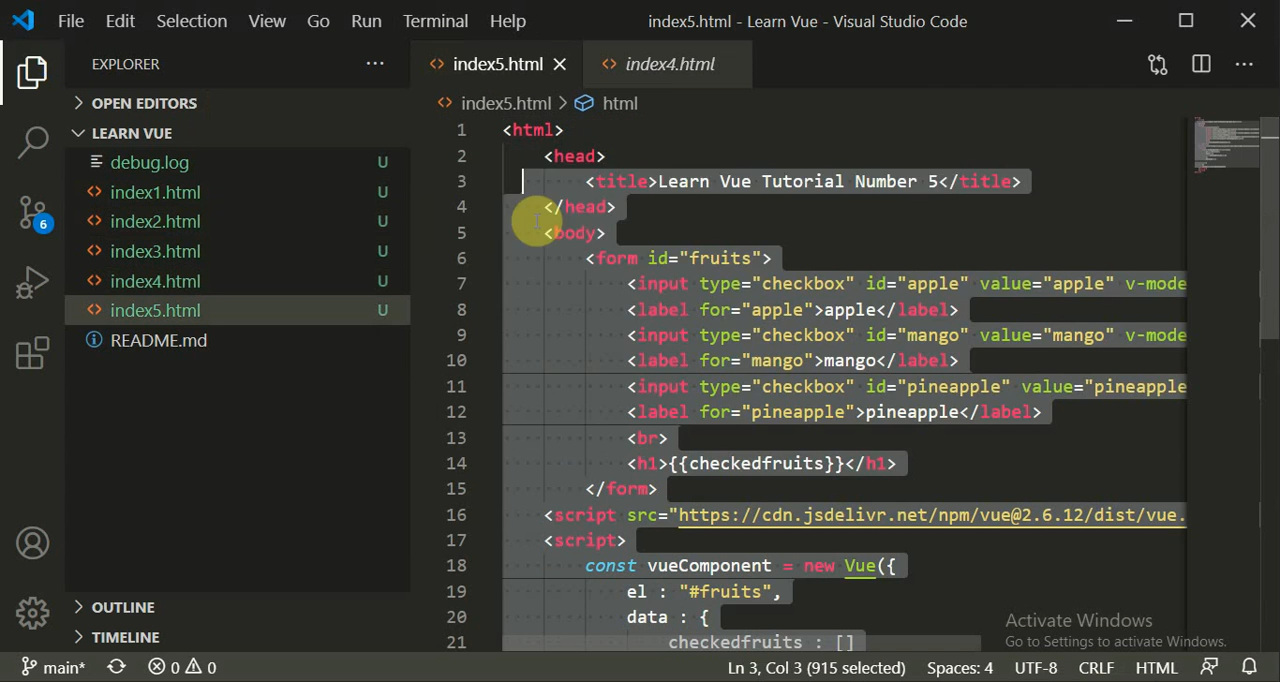 File Edit Selection View Go Run Terminal Help index5.html - Learn Vue - Visual Studio Code
EXPLORER
OPEN EDITORS
LEARN VUE
debug.log U
index1.html U
index2.html U
index3.html U
index4.html U
index5.html U
README.md
OUTLINE
TIMELINE
6
index5.html index4.html
index5.html > html
1 <html>
2 <head>
3 <title>Learn Vue Tutorial Number 5</title>
4 </head>
5 <body>
6 <form id="fruits">
7 <input type="checkbox" id="apple" value="apple" v-mode
8 <label for="apple">apple</label>
9 <input type="checkbox" id="mango" value="mango" v-mode
10 <label for="mango">mango</label>
11 <input type="checkbox" id="pineapple" value="pineapple
12 <label for="pineapple">pineapple</label>
13 <br>
14 <h1>{{checkedfruits}}</h1>
15 </form>
16 <script src="https://cdn.jsdelivr.net/npm/vue@2.6.12/dist/vue.
17 <script>
18 const vueComponent = new Vue({
19 el : "#fruits",
20 data : {
21 checkedfruits : []
Activate Windows
Go to Settings to activate Windows.
main* 0 0 Ln 3, Col 3 (915 selected) Spaces: 4 UTF-8 CRLF HTML